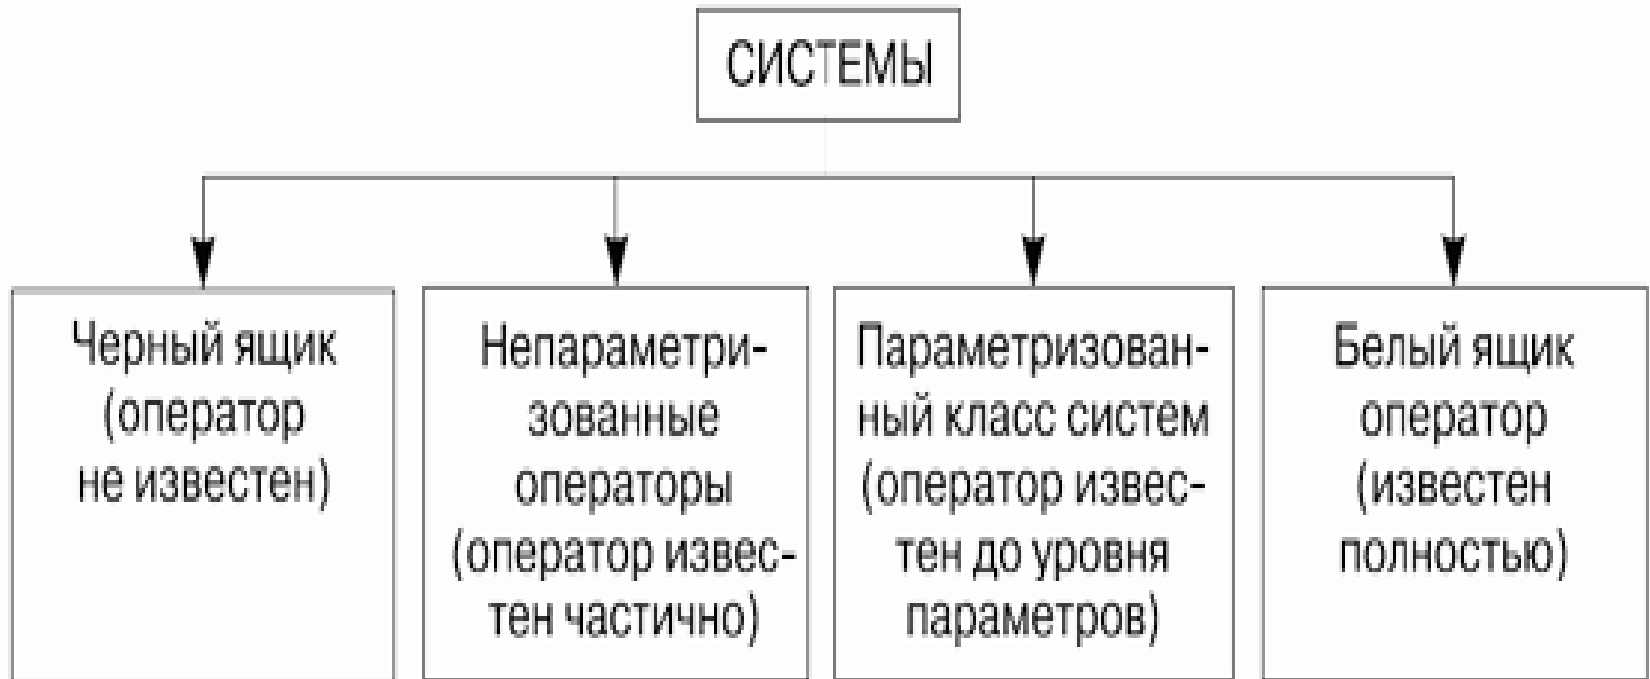 СИСТЕМЫ
Черный ящик
(оператор
не известен)
Непараметри-
зованные
операторы
(оператор извес-
тен частично)
Параметризован-
ный класс систем
(оператор извес-
тен до уровня
параметров)
Белый ящик
оператор
(известен
полностью)